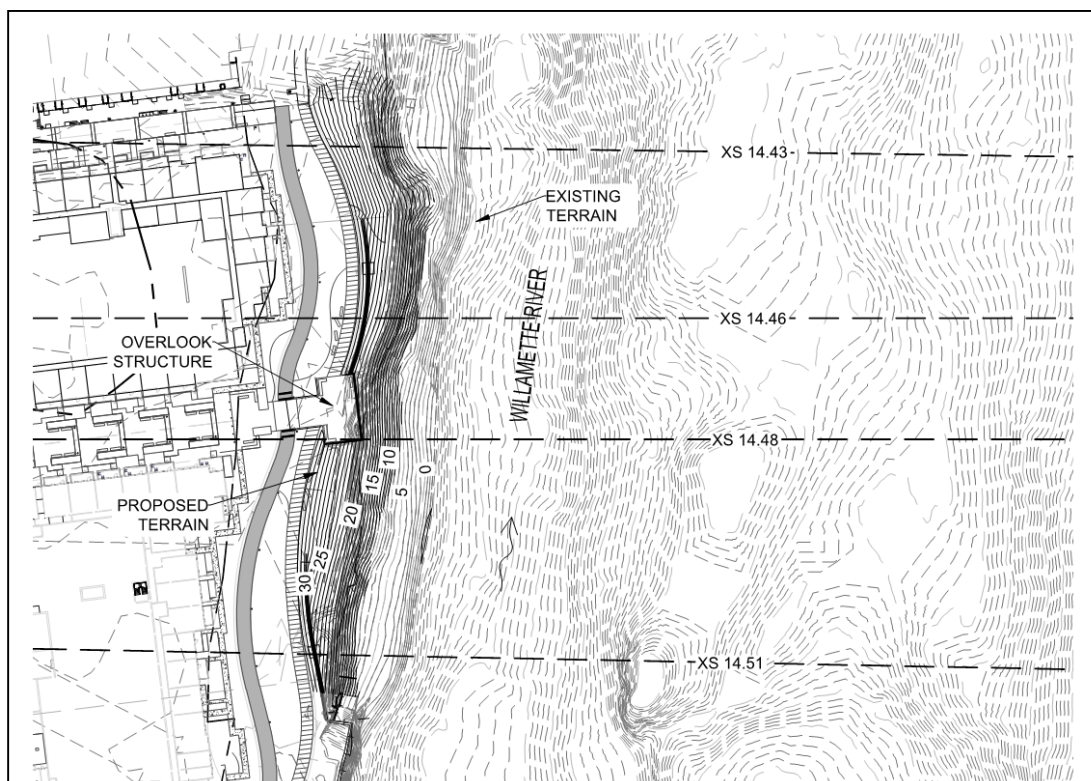 XS 14.43
EXISTING
TERRAIN
WILLAMETTE RIVER
XS 14.46
OVERLOOK
STRUCTURE
XS 14.48
PROPOSED
TERRAIN
0
5
10
15
20
25
30
XS 14.51